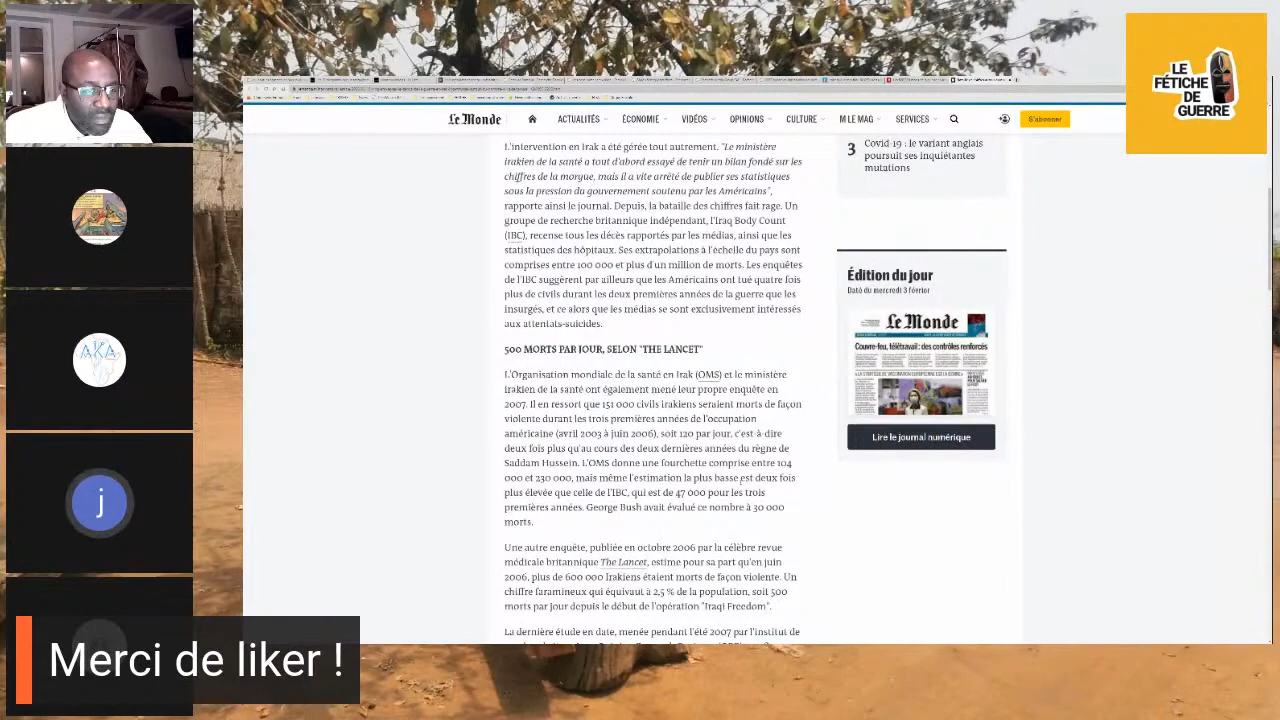 LE
FÉTICHE
DE
GUERRE
Le Monde
ACTUALITÉS
ÉCONOMIE
VIDÉOS
OPINIONS
CULTURE
M LE MAG
SERVICES
S'abonner
L'intervention en Irak a été gérée tout autrement. "Le ministère
irakien de la santé a tout d'abord essayé de tenir un bilan fondé sur les
chiffres de la morgue, mais il a vite arrêté de publier ses statistiques
sous la pression du gouvernement soutenu par les Américains",
rapporte ainsi le journal. Depuis, la bataille des chiffres fait rage. Un
groupe de recherche britannique indépendant, l'Iraq Body Count
(IBC), recense tous les décès rapportés par les médias, ainsi que les
statistiques des hôpitaux. Ses extrapolations à l'échelle du pays sont
comprises entre 100 000 et plus d'un million de morts. Les enquêtes
de l'IBC suggèrent par ailleurs que les Américains ont tué quatre fois
plus de civils durant les deux premières années de la guerre que les
insurgés, et ce alors que les médias se sont exclusivement intéressés
aux attentats-suicides.
500 MORTS PAR JOUR, SELON "THE LANCET"
L'Organisation mondiale de la santé en Irak (OMS) et le ministère
irakien de la santé ont également mené leur propre enquête en
2007. Il en ressort que 151 000 civils irakiens seraient morts de façon
violente durant les trois premières années de l'occupation
américaine (avril 2003 à juin 2006), soit 120 par jour, c'est-à-dire
deux fois plus qu'au cours des deux dernières années du règne de
Saddam Hussein. L'OMS donne une fourchette comprise entre 104
000 et 230 000, mais même l'estimation la plus basse est deux fois
plus élevée que celle de l'IBC, qui est de 47 000 pour les trois
premières années. George Bush avait évalué ce nombre à 30 000
morts.
Une autre enquête, publiée en octobre 2006 par la célèbre revue
médicale britannique The Lancet, estime pour sa part qu'en juin
2006, plus de 600 000 Irakiens étaient morts de façon violente. Un
chiffre faramineux qui équivaut à 2,5 % de la population, soit 500
morts par jour depuis le début de l'opération "Iraqi Freedom".
La dernière étude en date, menée pendant l'été 2007 par l'institut de
3
Covid-19 : le variant anglais
poursuit ses inquiétantes
mutations
Édition du jour
Daté du mercredi 3 février
Le Monde
Couvre-feu, télétravail : des contrôles renforcés
Lire le journal numérique
AKA
j
Merci de liker !